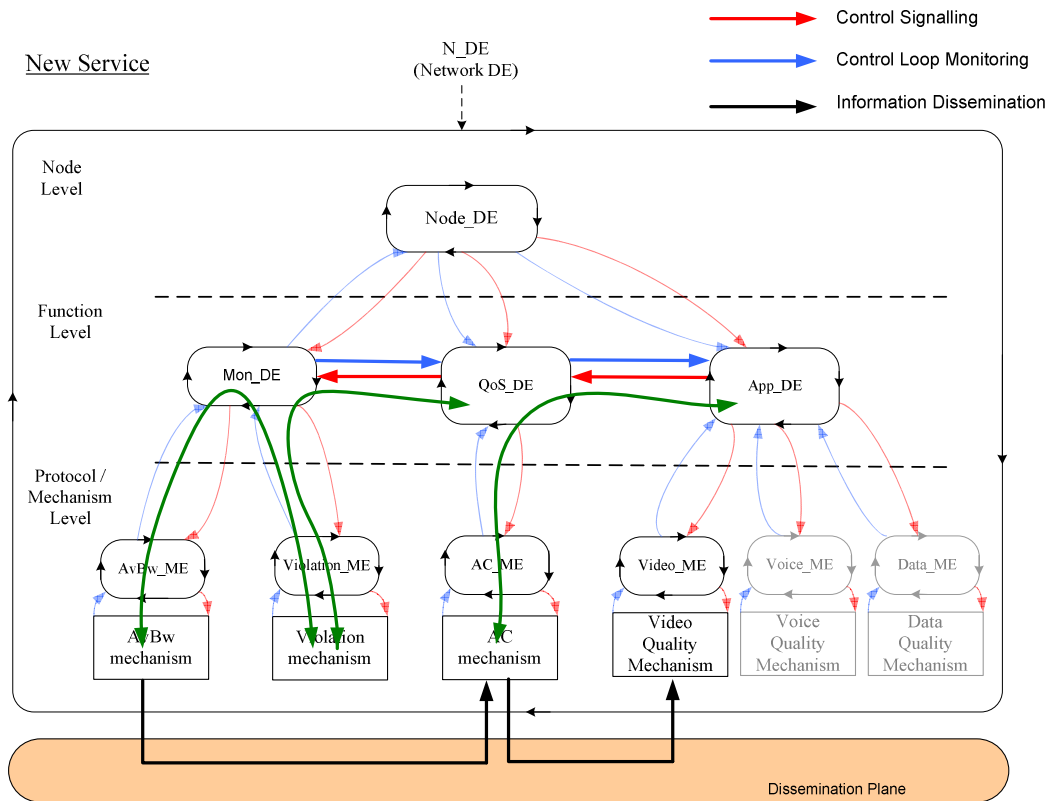 Control Signalling
Control Loop Monitoring
Information Dissemination
New Service
N_DE
(Network DE)
Node
Level
Node_DE
Function
Level
Mon_DE
QoS_DE
App_DE
Protocol /
Mechanism
Level
AvBw_ME
Violation_ME
AC_ME
Video_ME
Voice_ME
Data_ME
AvBw
mechanism
Violation
mechanism
AC
mechanism
Video
Quality
Mechanism
Voice
Quality
Mechanism
Data
Quality
Mechanism
Dissemination Plane